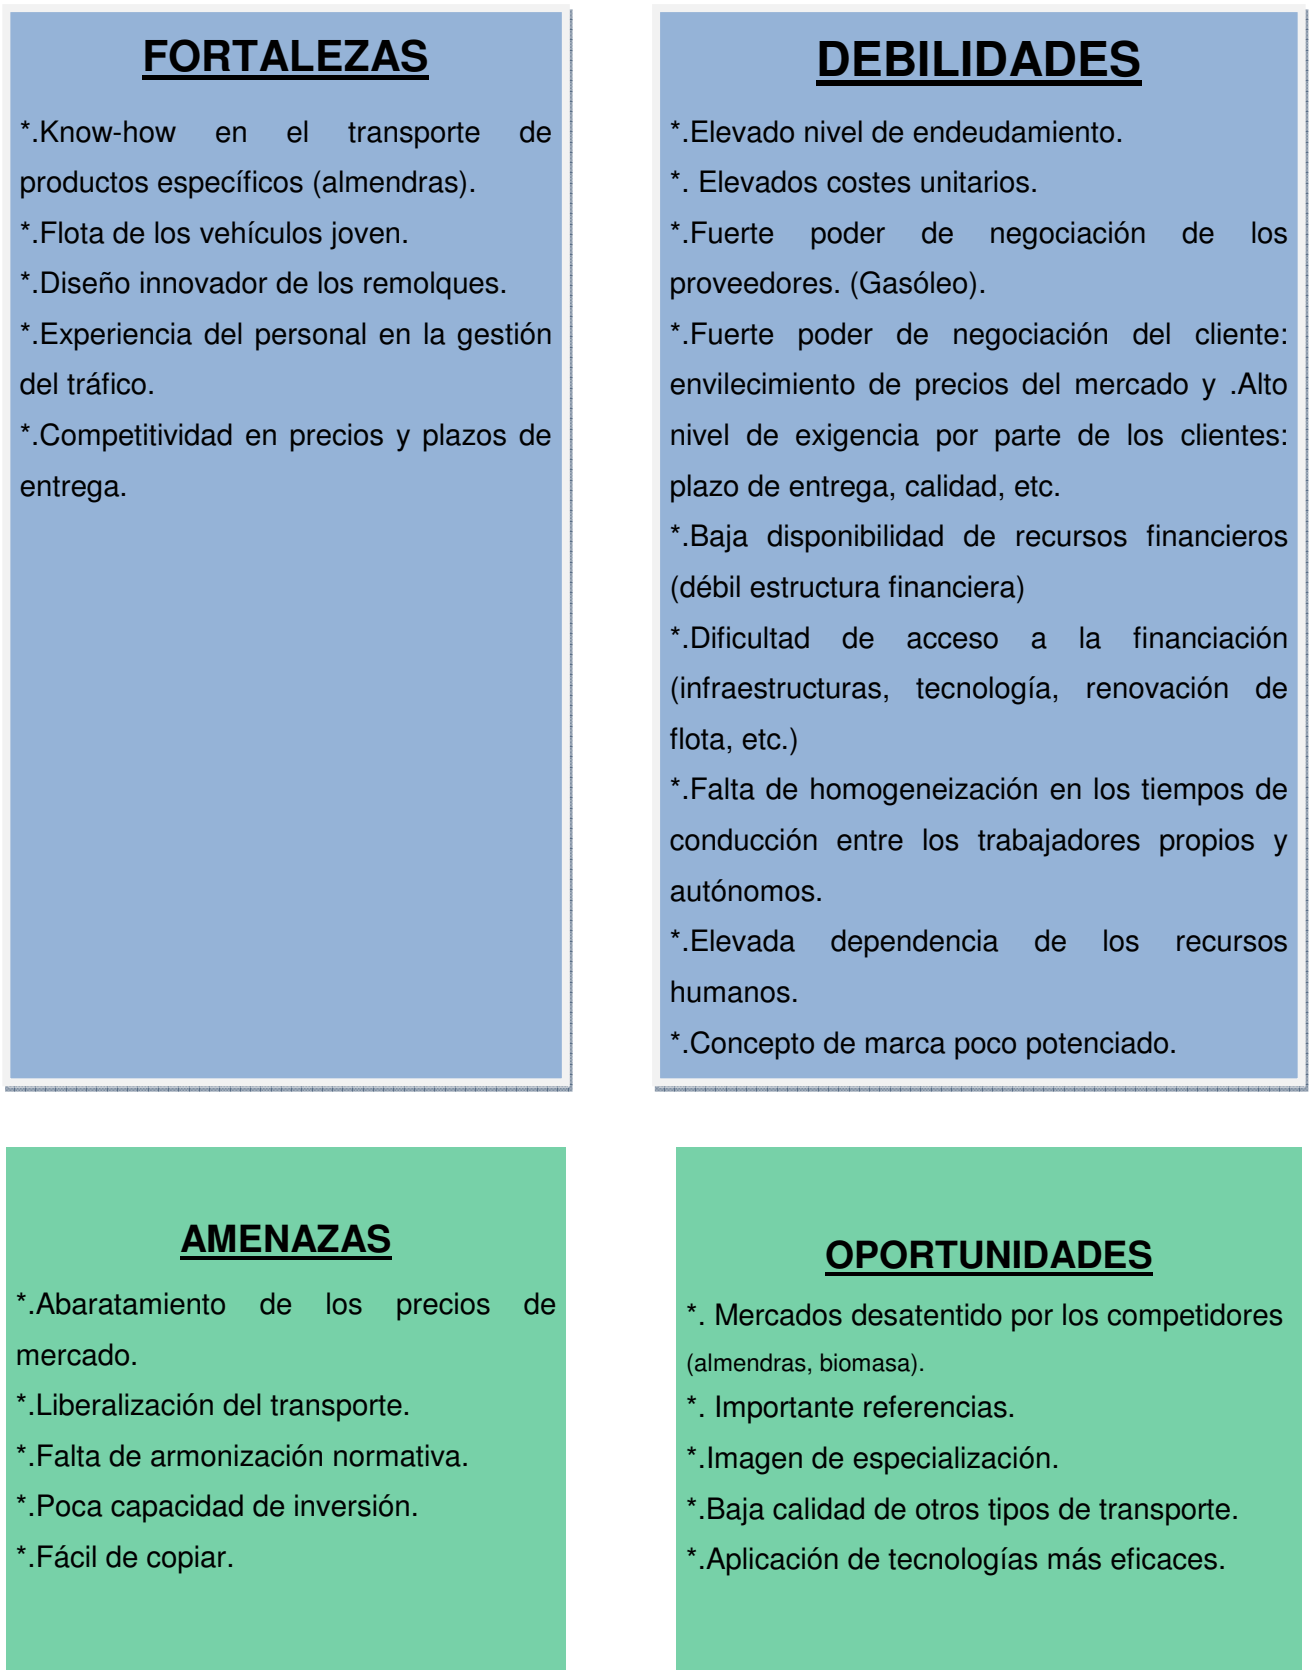 FORTALEZAS
*.Know-how en el transporte de
productos específicos (almendras).
*.Flota de los vehículos joven.
*.Diseño innovador de los remolques.
*.Experiencia del personal en la gestión
del tráfico.
*.Competitividad en precios y plazos de
entrega.
DEBILIDADES
*.Elevado nivel de endeudamiento.
*. Elevados costes unitarios.
*.Fuerte poder de negociación de los
proveedores. (Gasóleo).
*.Fuerte poder de negociación del cliente:
envilecimiento de precios del mercado y .Alto
nivel de exigencia por parte de los clientes:
plazo de entrega, calidad, etc.
*.Baja disponibilidad de recursos financieros
(débil estructura financiera)
*.Dificultad de acceso a la financiación
(infraestructuras, tecnología, renovación de
flota, etc.)
*.Falta de homogeneización en los tiempos de
conducción entre los trabajadores propios y
autónomos.
*.Elevada dependencia de los recursos
humanos.
*.Concepto de marca poco potenciado.
AMENAZAS
*.Abaratamiento de los precios de
mercado.
*.Liberalización del transporte.
*.Falta de armonización normativa.
*.Poca capacidad de inversión.
*.Fácil de copiar.
OPORTUNIDADES
*. Mercados desatentido por los competidores
(almendras, biomasa).
*. Importante referencias.
*.Imagen de especialización.
*.Baja calidad de otros tipos de transporte.
*.Aplicación de tecnologías más eficaces.